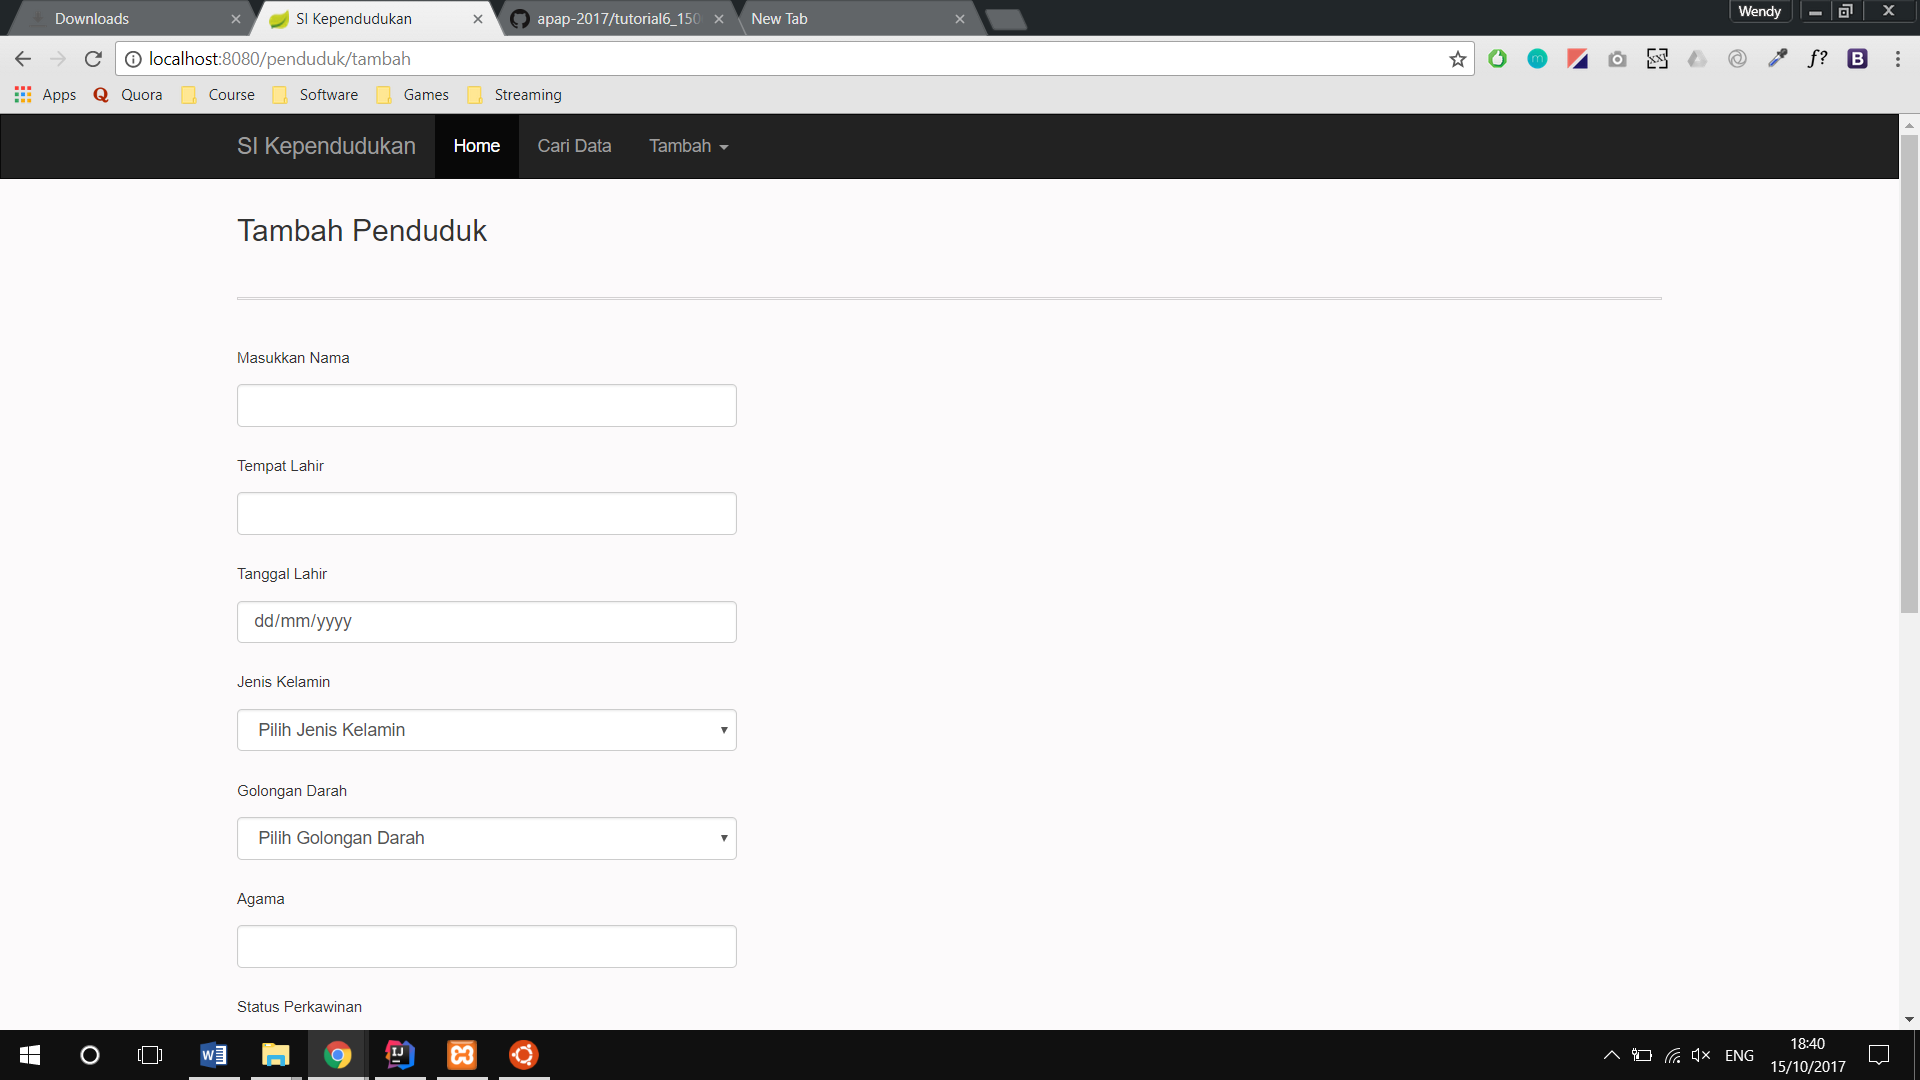 Downloads
SI Kependudukan
apap-2017/tutorial6_150
New Tab
Wendy
localhost:8080/penduduk/tambah
Apps
Quora
Course
Software
Games
Streaming
SI Kependudukan
Home
Cari Data
Tambah
Tambah Penduduk
Masukkan Nama
Tempat Lahir
Tanggal Lahir
dd/mm/yyyy
Jenis Kelamin
Pilih Jenis Kelamin
Golongan Darah
Pilih Golongan Darah
Agama
Status Perkawinan
ENG
18:40
15/10/2017